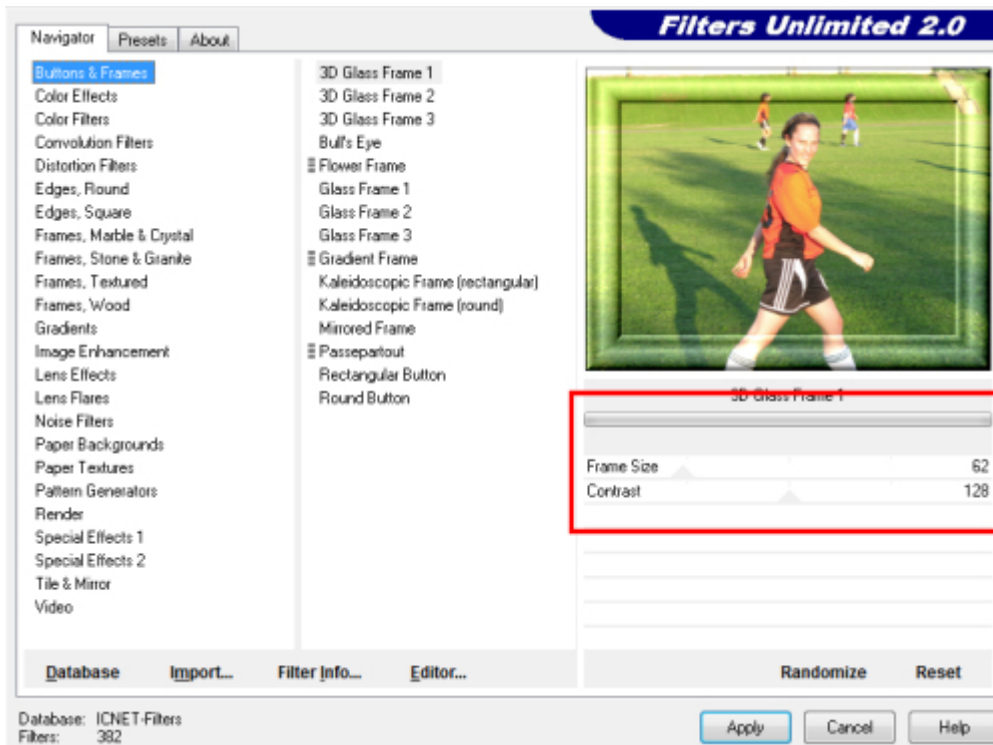 Filters Unlimited 2.0
Navigator
Presets
About
Buttons & Frames
Color Effects
Color Filters
Convolution Filters
Distortion Filters
Edges, Round
Edges, Square
Frames, Marble & Crystal
Frames, Stone & Granite
Frames, Textured
Frames, Wood
Gradients
Image Enhancement
Lens Effects
Lens Flares
Noise Filters
Paper Backgrounds
Paper Textures
Pattern Generators
Render
Special Effects 1
Special Effects 2
Tile & Mirror
Video
3D Glass Frame 1
3D Glass Frame 2
3D Glass Frame 3
Bull's Eye
Flower Frame
Glass Frame 1
Glass Frame 2
Glass Frame 3
Gradient Frame
Kaleidoscopic Frame (rectangular)
Kaleidoscopic Frame (round)
Mirrored Frame
Passepartout
Rectangular Button
Round Button
3D Glass Frame 1
Frame Size 62
Contrast 128
Database Import... Filter Info... Editor...
Randomize Reset
Database: ICNET-Filters
Filters: 382
Apply Cancel Help